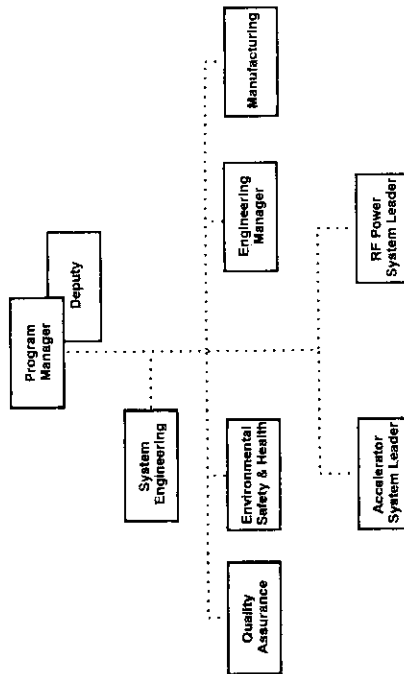 Program
Manager
Deputy
System
Engineering
Quality
Assurance
Environmental
Safety & Health
Engineering
Manager
Manufacturing
Accelerator
System Leader
RF Power
System Leader